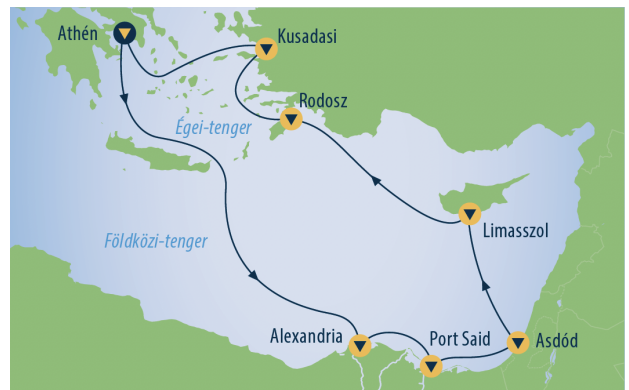 Athén
Kusadasi
Rodosz
Égei-tenger
Limasszol
Földközi-tenger
Alexandria
Port Said
Asdód